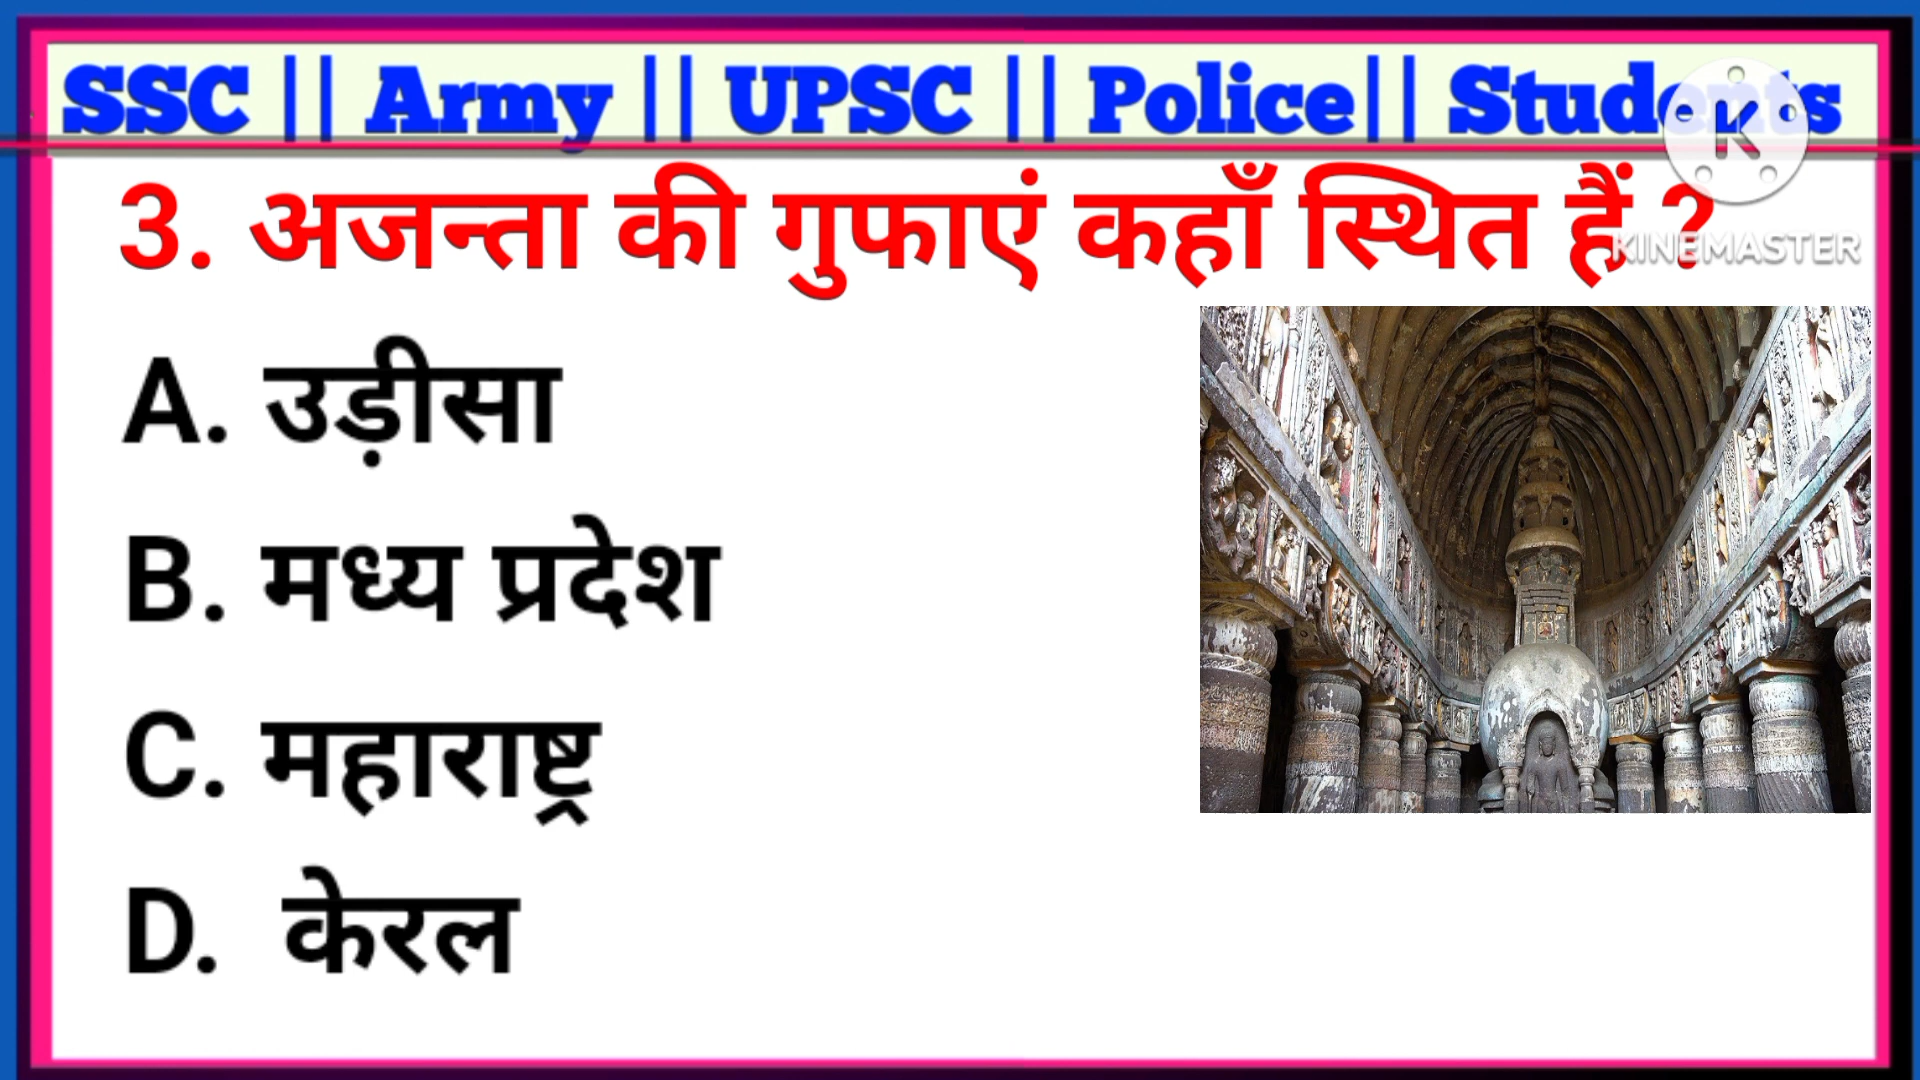 SSC || Army || UPSC || Police|| Students
3. अजन्ता की गुफाएं कहाँ स्थित हैं ?
KINEMASTER
A. उड़ीसा
B. मध्य प्रदेश
C. महाराष्ट्र
D. केरल